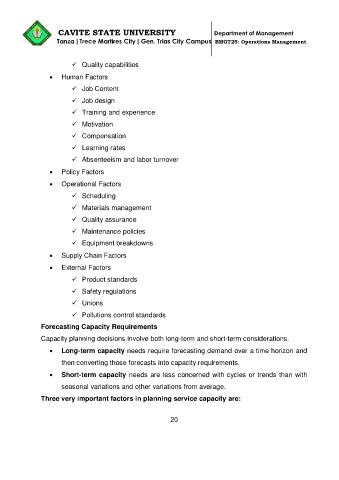 CAVITE STATE UNIVERSITY Department of Management
Tanza | Trece Martires City | Gen. Trias City Campus BMGT25: Operations Management
✓ Quality capabilities
• Human Factors
✓ Job Content
✓ Job design
✓ Training and experience
✓ Motivation
✓ Compensation
✓ Learning rates
✓ Absenteeism and labor turnover
• Policy Factors
• Operational Factors
✓ Scheduling
✓ Materials management
✓ Quality assurance
✓ Maintenance policies
✓ Equipment breakdowns
• Supply Chain Factors
• External Factors
✓ Product standards
✓ Safety regulations
✓ Unions
✓ Pollutions control standards
Forecasting Capacity Requirements
Capacity planning decisions involve both long-term and short-term considerations.
• Long-term capacity needs require forecasting demand over a time horizon and
then converting those forecasts into capacity requirements.
• Short-term capacity needs are less concerned with cycles or trends than with
seasonal variations and other variations from average.
Three very important factors in planning service capacity are:
20